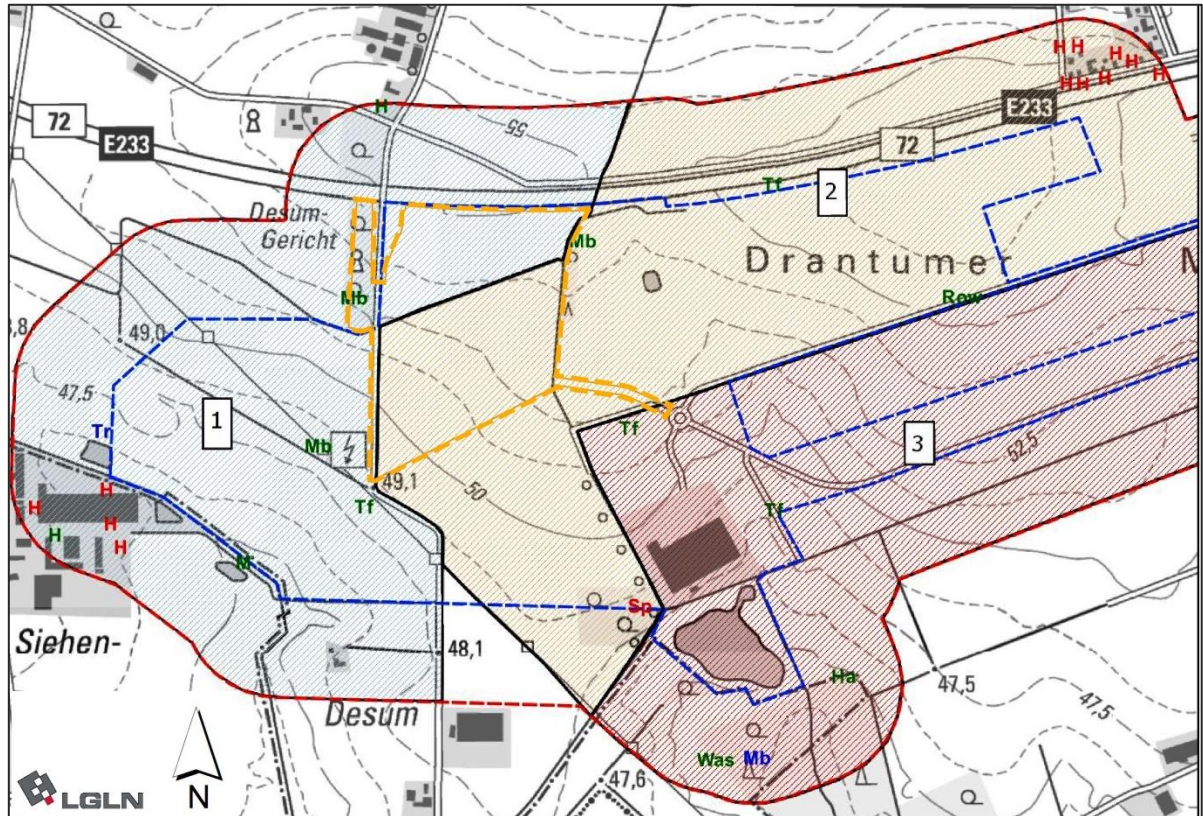 H H
H H
H H H H
E233
H
72
55
E233
72
Tf
2
Desum-
Gericht
Mb
Drantumer
Mb
Row
49,0
47,5
1
Tr
Mb
Tf
3
52,5
H
49,1
50
H
Tf
Tf
H
H
H
M
Sp
Siehen-
48,1
Ha
47,5
47,5
Desum
Was Mb
47,6
LGLN
N